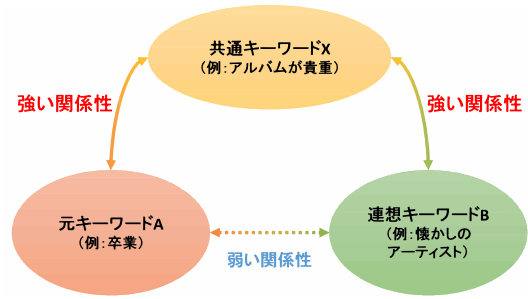 共通キーワードX
（例：アルバムが貴重）
強い関係性
強い関係性
元キーワードA
（例：卒業）
連想キーワードB
（例：懐かしの
アーティスト）
弱い関係性